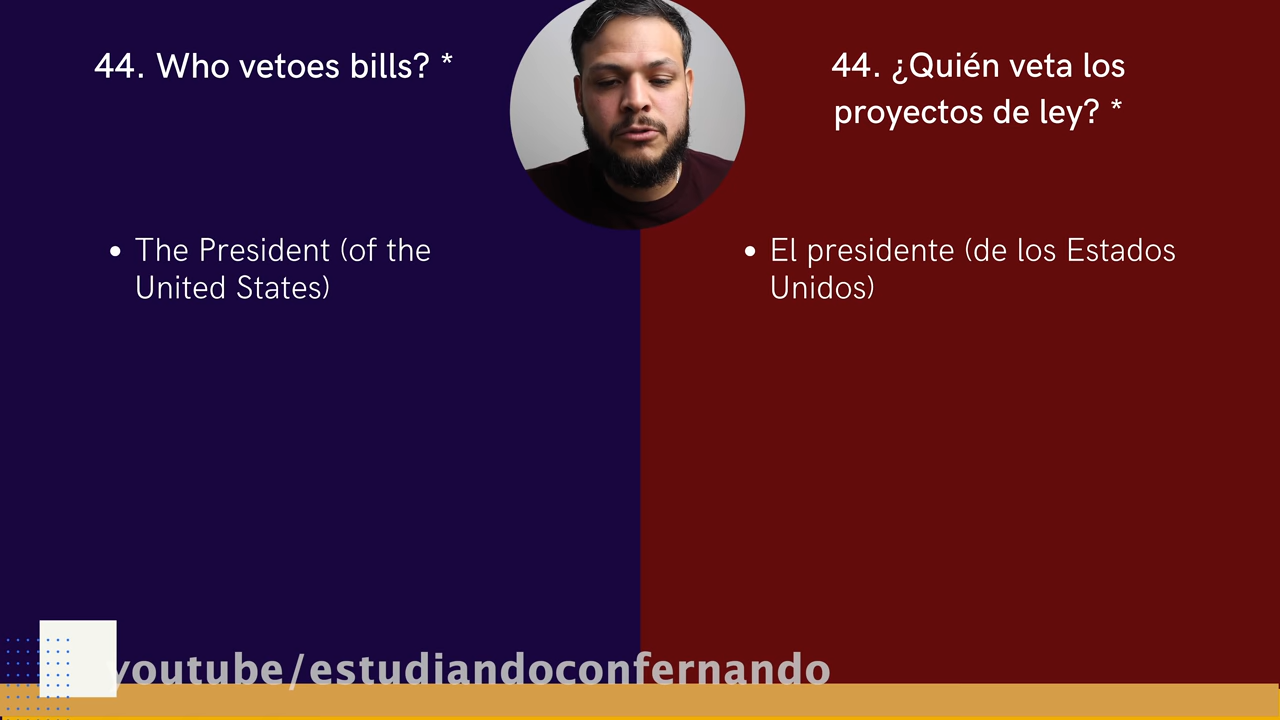 44. Who vetoes bills? *
The President (of the
United States)
44. ¿Quién veta los
proyectos de ley? *
El presidente (de los Estados
Unidos)
youtube/estudiandoconfernando